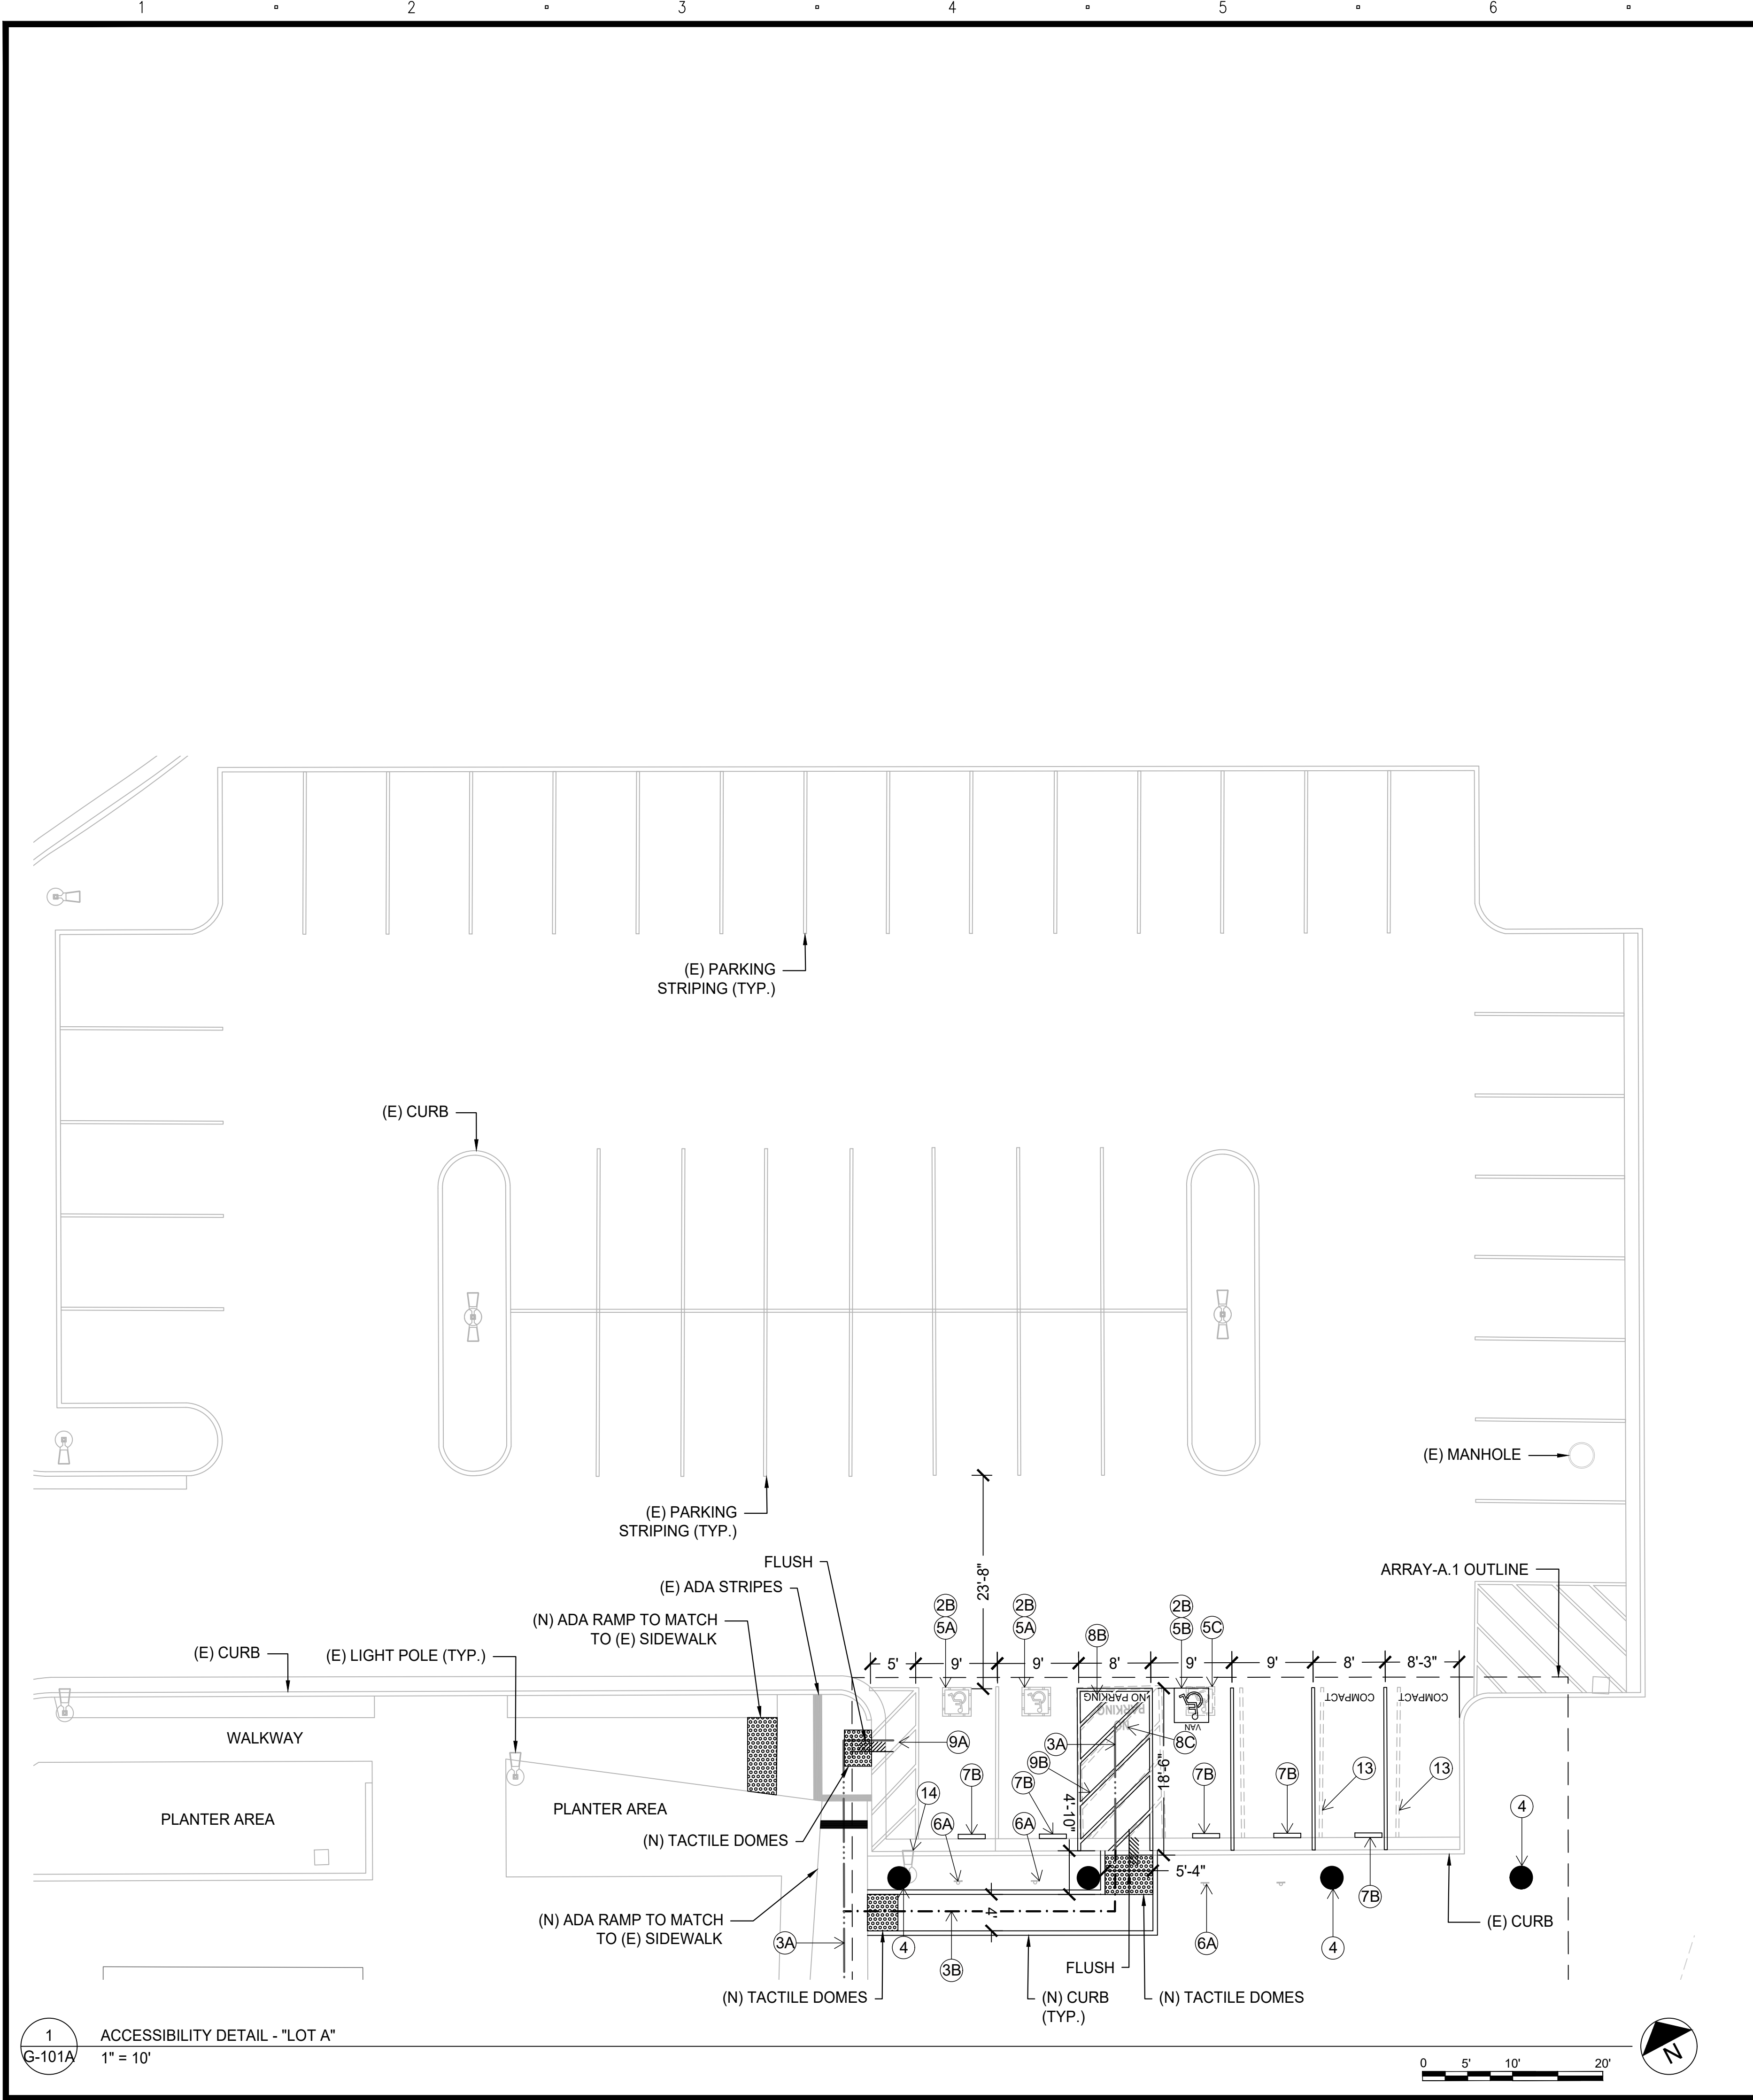 1 2 3 4 5 6
(E) PARKING
STRIPING (TYP.)
(E) CURB
(E) MANHOLE
(E) PARKING
STRIPING (TYP.)
23'-8"
FLUSH
(E) ADA STRIPES
(N) ADA RAMP TO MATCH
TO (E) SIDEWALK
(E) CURB
(E) LIGHT POLE (TYP.)
ARRAY-A.1 OUTLINE
2B
5A
2B
5A
8B
2B
5B
5C
5' 9' 9' 8' 9' 9' 8' 8'-3"
NO PARKING
PARKING
VAN
COMPACT
COMPACT
WALKWAY
9A
3A
8C
9B
18'-6"
7B
7B
7B
7B
13
13
14
4'-10"
6A
6A
4
PLANTER AREA
PLANTER AREA
(N) TACTILE DOMES
5'-4"
7B
(N) ADA RAMP TO MATCH
TO (E) SIDEWALK
3A
4
4'
3B
6A
4
(E) CURB
FLUSH
(N) TACTILE DOMES
(N) CURB
(TYP.)
(N) TACTILE DOMES
1
G-101A
ACCESSIBILITY DETAIL - "LOT A"
1" = 10'
0 5' 10' 20'
N